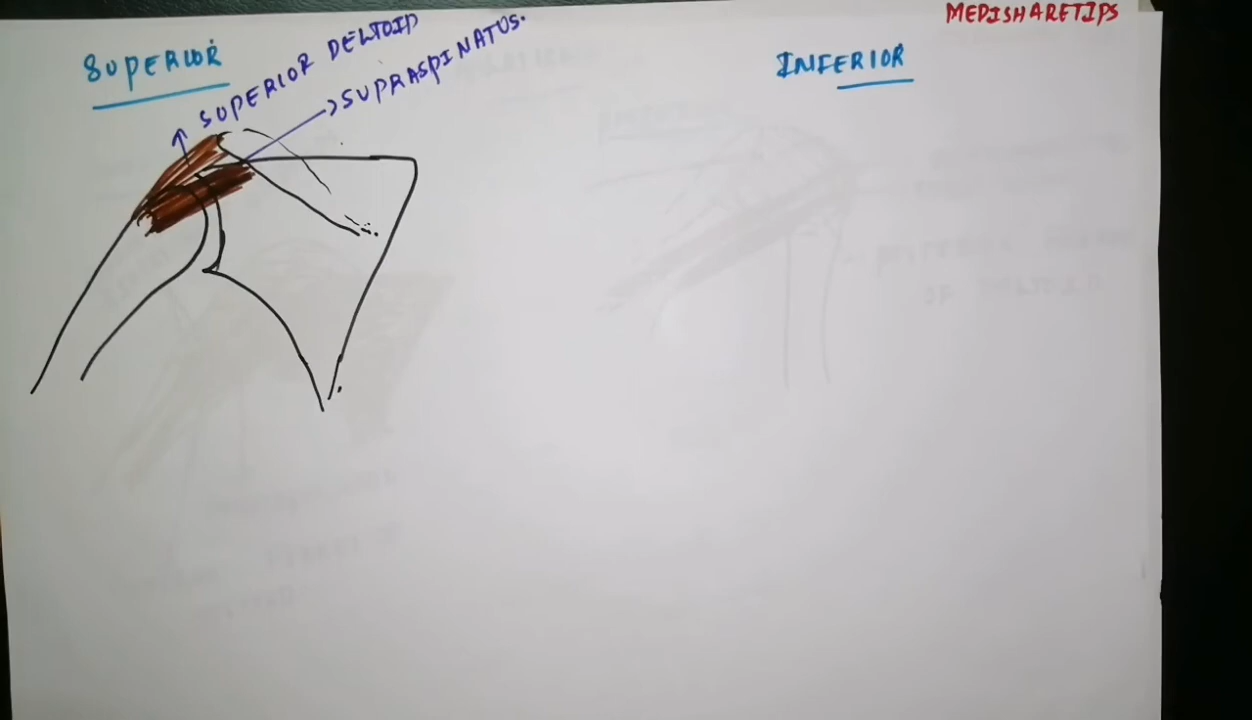 MEDISHARETIPS
SUPERIOR
INFERIOR
SUPERIOR DELTOID
SUPRASPINATUS.